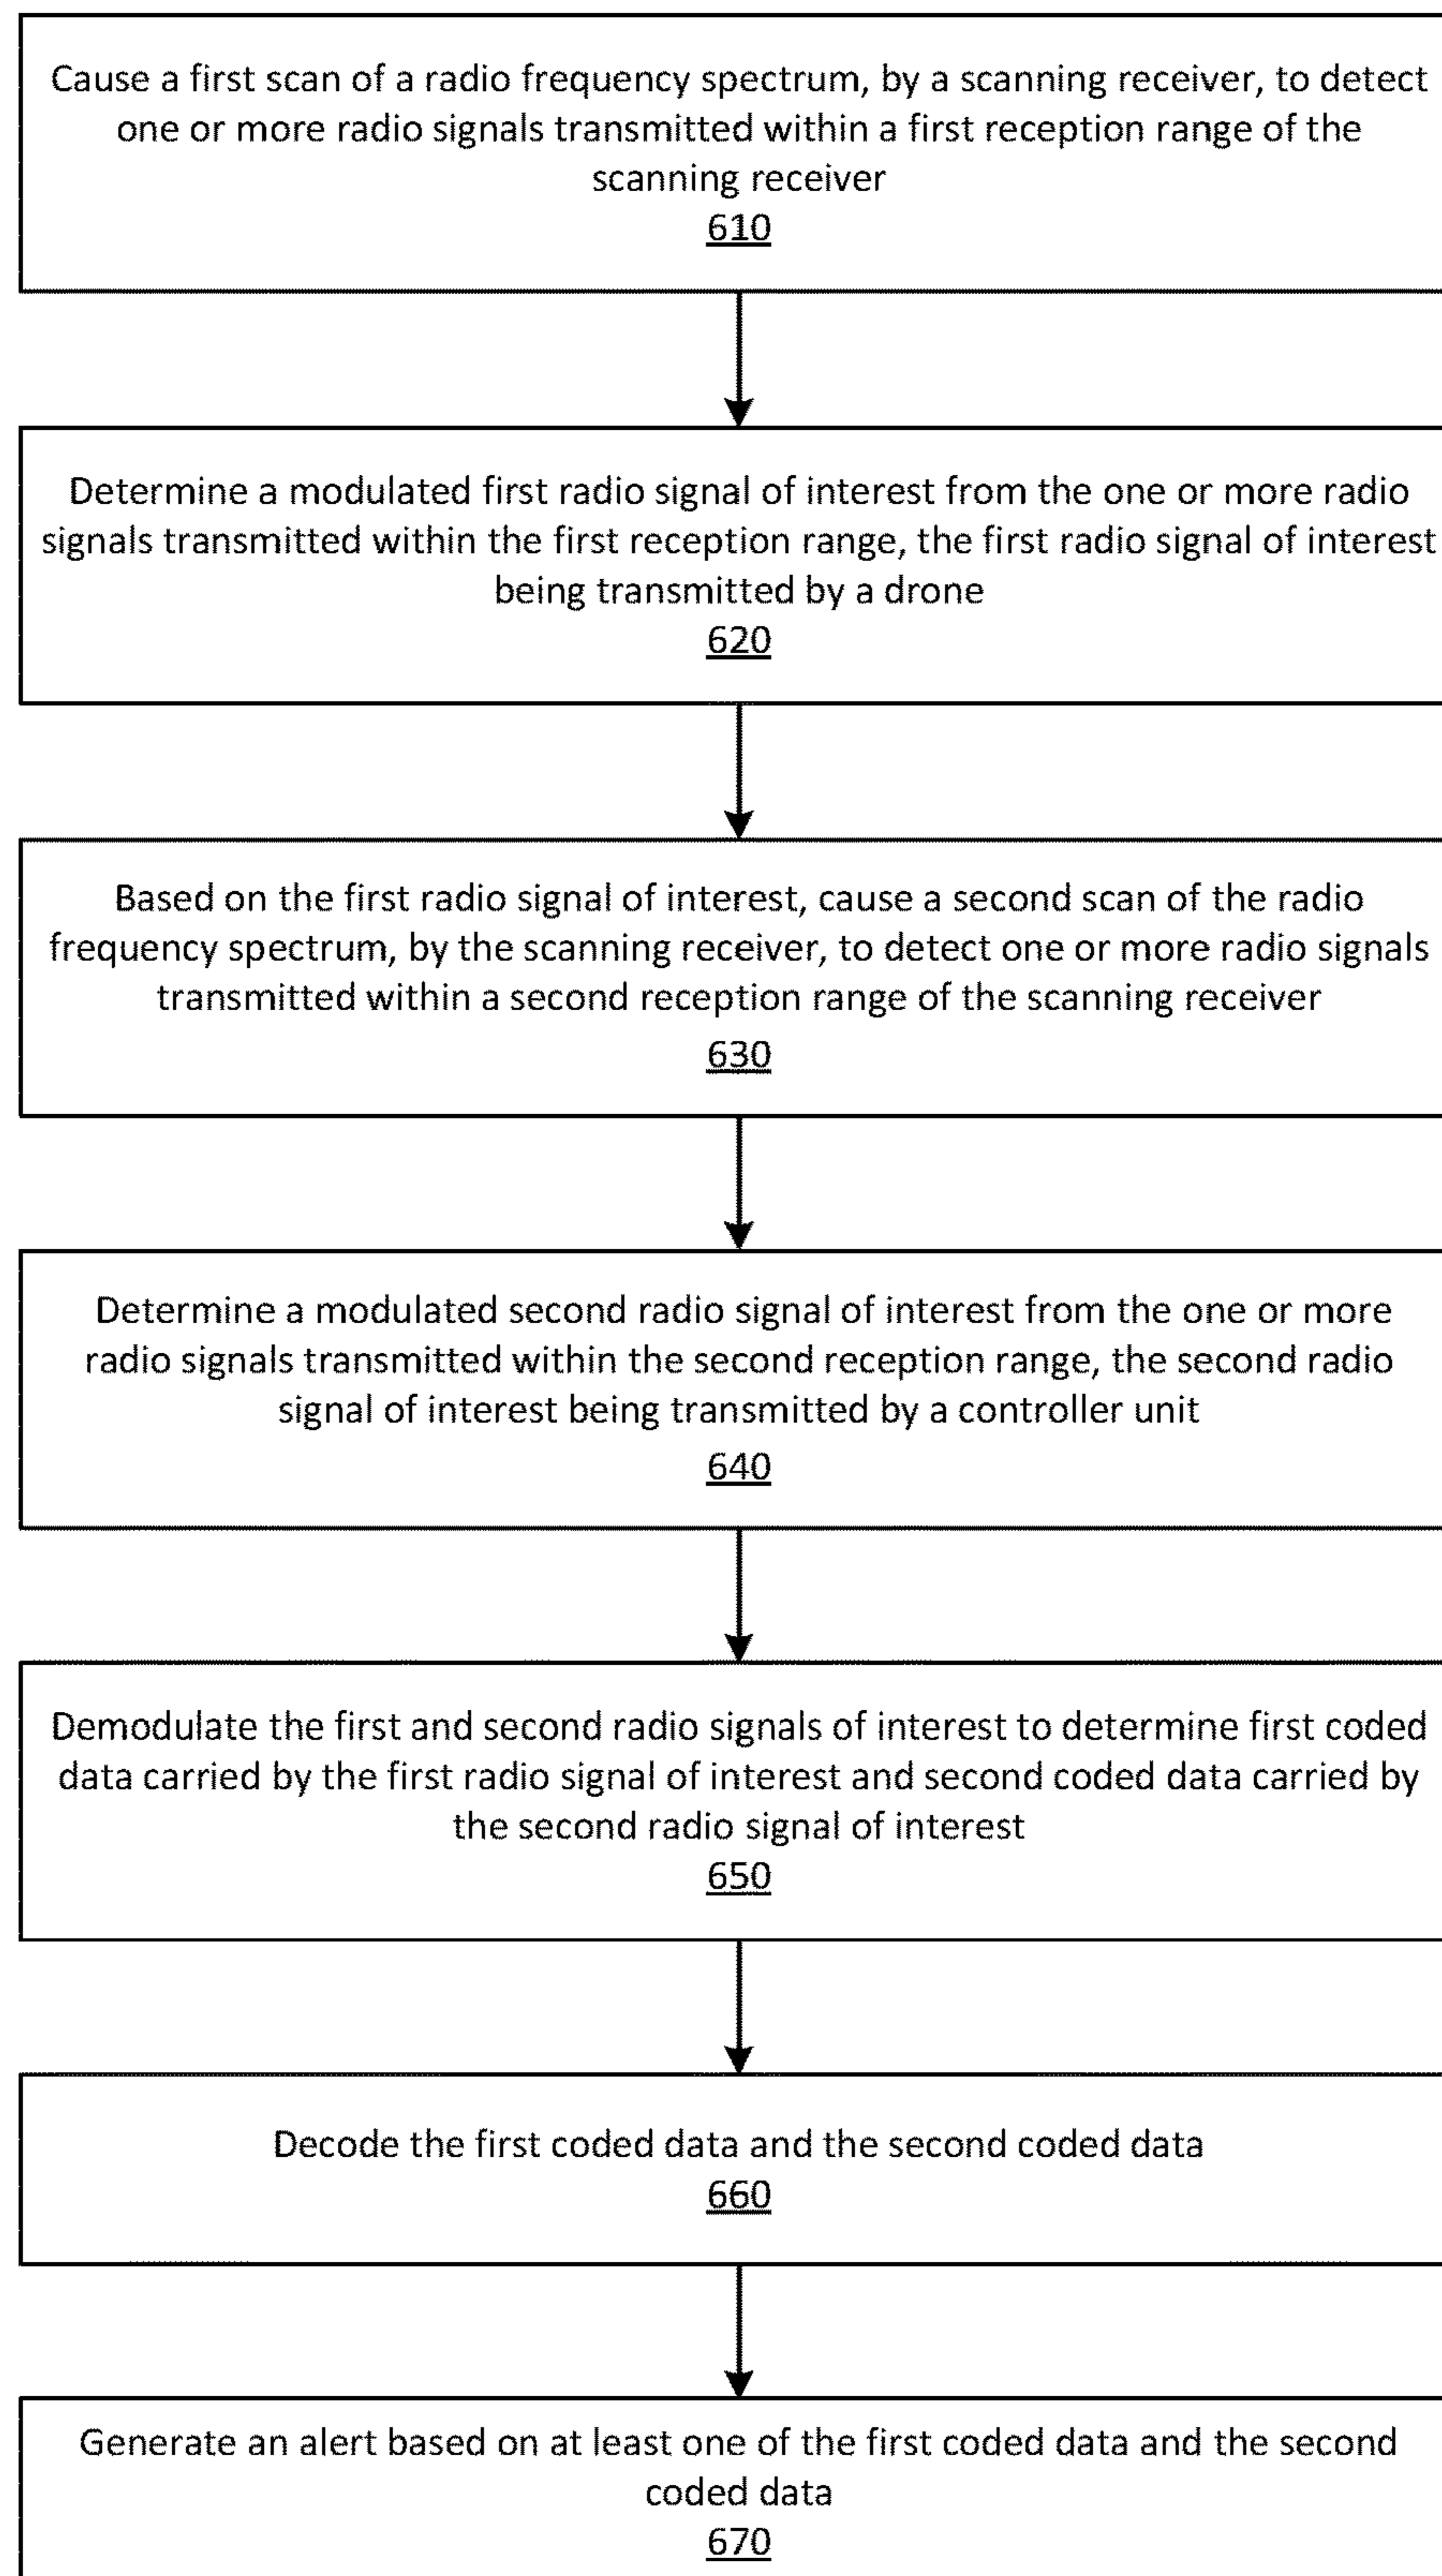 Cause a first scan of a radio frequency spectrum, by a scanning receiver, to detect
one or more radio signals transmitted within a first reception range of the
scanning receiver
610
Determine a modulated first radio signal of interest from the one or more radio
signals transmitted within the first reception range, the first radio signal of interest
being transmitted by a drone
620
Based on the first radio signal of interest, cause a second scan of the radio
frequency spectrum, by the scanning receiver, to detect one or more radio signals
transmitted within a second reception range of the scanning receiver
630
Determine a modulated second radio signal of interest from the one or more
radio signals transmitted within the second reception range, the second radio
signal of interest being transmitted by a controller unit
640
Demodulate the first and second radio signals of interest to determine first coded
data carried by the first radio signal of interest and second coded data carried by
the second radio signal of interest
650
Decode the first coded data and the second coded data
660
Generate an alert based on at least one of the first coded data and the second
coded data
670